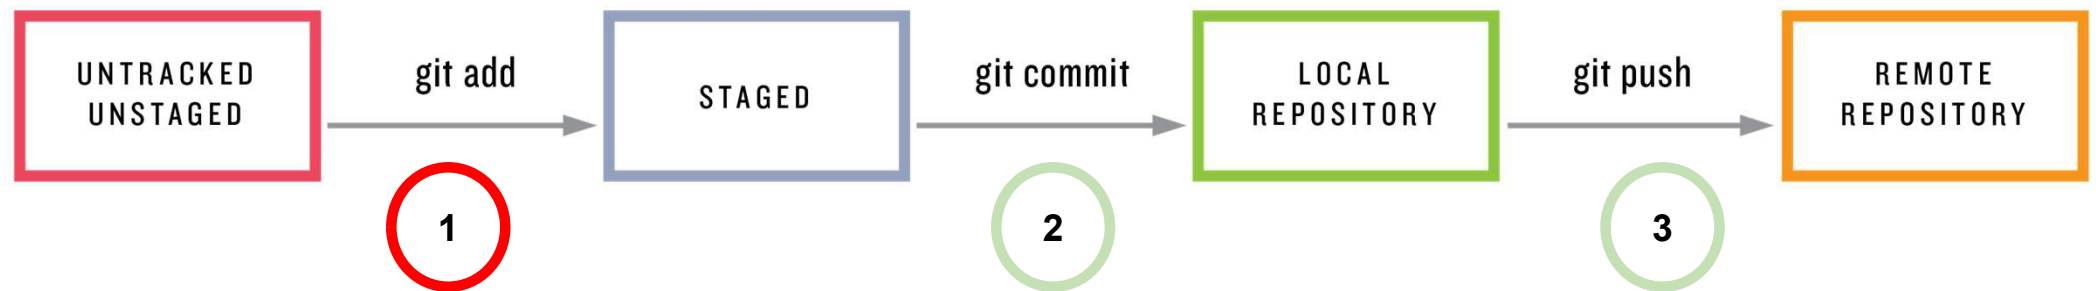 UNTRACKED
UNSTAGED
git add
STAGED
git commit
LOCAL
REPOSITORY
git push
REMOTE
REPOSITORY
1
2
3